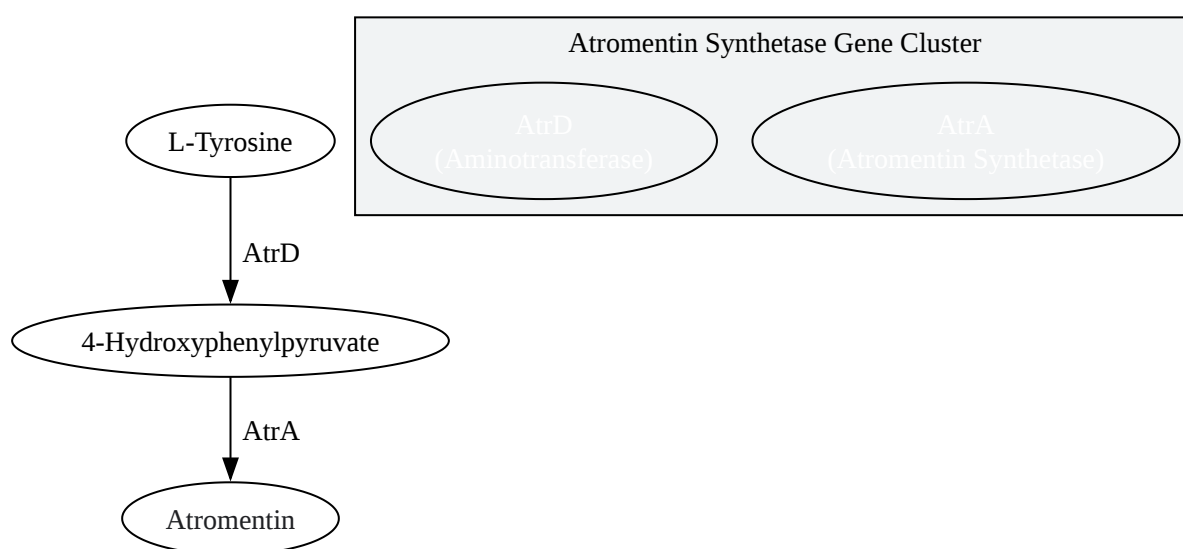 Atromentin Synthetase Gene Cluster
AtrD
(Aminotransferase)
AtrA
(Atromentin Synthetase)
L-Tyrosine
AtrD
4-Hydroxyphenylpyruvate
AtrA
Atromentin